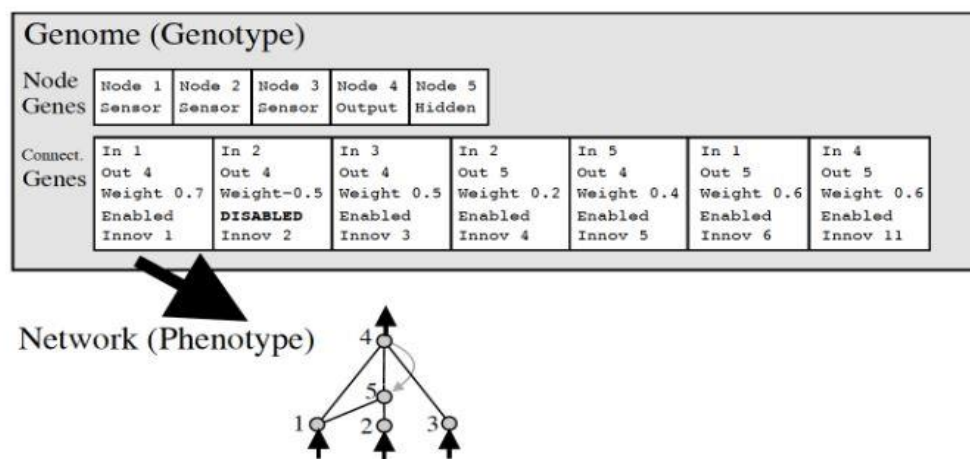 Genome (Genotype)
Node Genes
Node 1 Node 2 Node 3 Node 4 Node 5
Sensor Sensor Sensor Output Hidden
Connect. Genes
In 1 In 2 In 3 In 2 In 5 In 1 In 4
Out 4 Out 4 Out 4 Out 5 Out 4 Out 5 Out 5
Weight 0.7 Weight-0.5 Weight 0.5 Weight 0.2 Weight 0.4 Weight 0.6 Weight 0.6
Enabled DISABLED Enabled Enabled Enabled Enabled Enabled
Innov 1 Innov 2 Innov 3 Innov 4 Innov 5 Innov 6 Innov 11
Network (Phenotype)
4
5
1 2 3